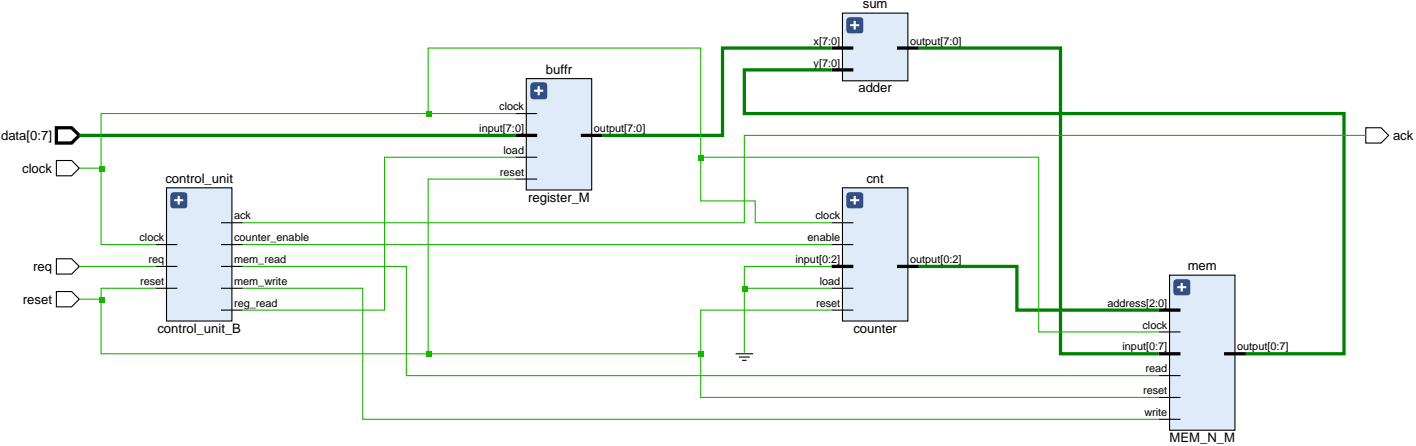 sum
x[7:0]
output[7:0]
y[7:0]
adder
buffr
clock
data[0:7]
input[7:0]
output[7:0]
ack
load
clock
reset
register_M
control_unit
cnt
ack
clock
clock
counter_enable
enable
req
req
mem_read
input[0:2]
output[0:2]
mem
reset
reset
mem_write
load
reg_read
reset
address[2:0]
control_unit_B
counter
clock
input[0:7]
output[0:7]
read
reset
write
MEM_N_M